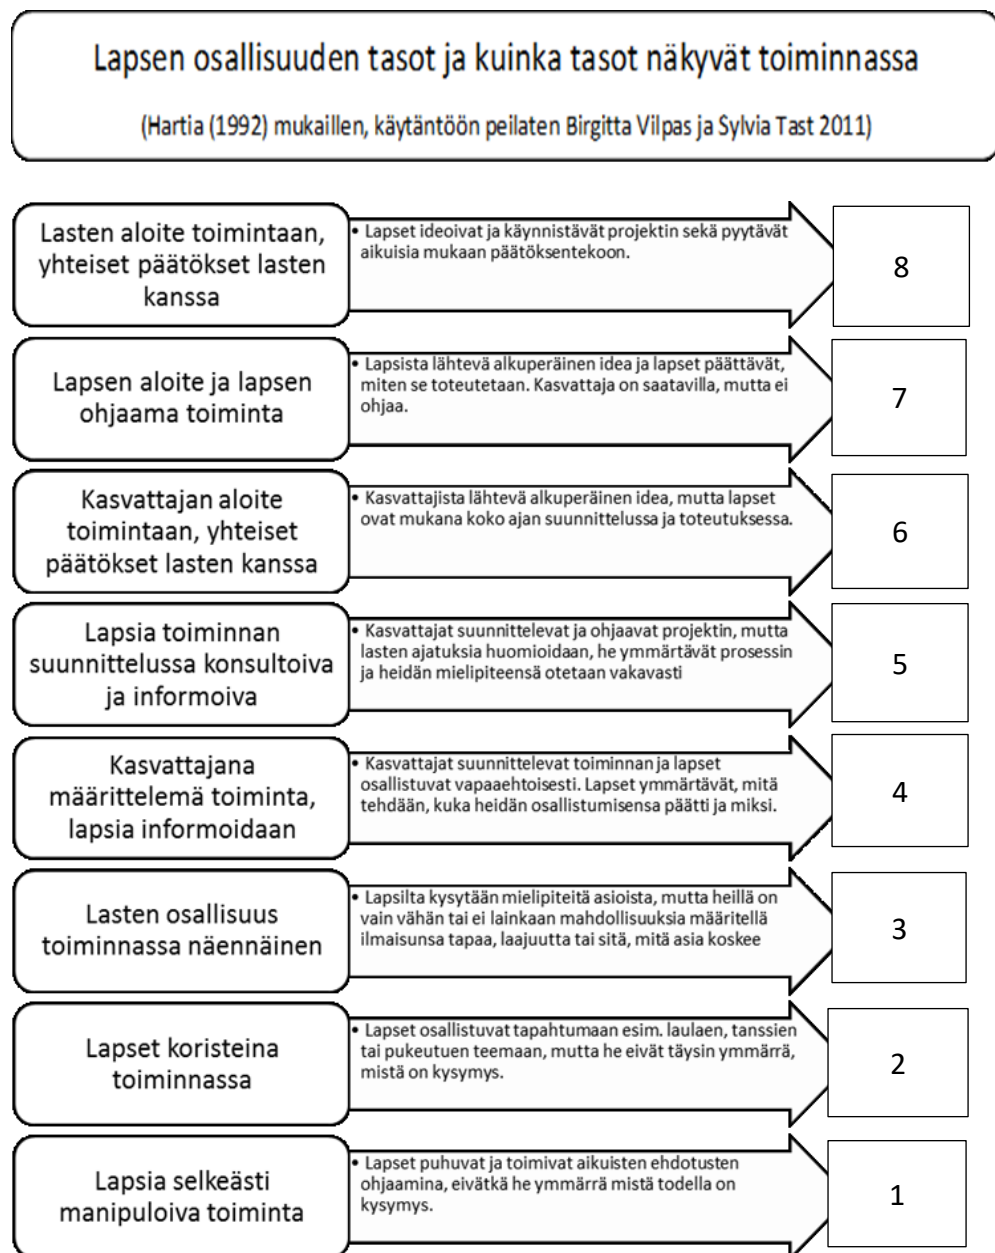 Lapsen osallisuuden tasot ja kuinka tasot näkyvät toiminnassa
(Hartia (1992) mukaillen, käytäntöön peilaten Birgitta Vilpas ja Sylvia Tast 2011)
Lasten aloite toimintaan,
yhteiset päätökset lasten
kanssa
• Lapset ideoivat ja käynnistävät projektin sekä pyytävät
aikuisia mukaan päätöksentekoon.
8
Lapsen aloite ja lapsen
ohjaama toiminta
• Lapsista lähtevä alkuperäinen idea ja lapset päättävät,
miten se toteutetaan. Kasvattaja on saatavilla, mutta ei
ohjaa.
7
Kasvattajan aloite
toimintaan, yhteiset
päätökset lasten kanssa
• Kasvattajista lähtevä alkuperäinen idea, mutta lapset
ovat mukana koko ajan suunnittelussa ja toteutuksessa.
6
Lapsia toiminnan
suunnittelussa konsultoiva
ja informoiva
• Kasvattajat suunnittelevat ja ohjaavat projektin, mutta
lasten ajatuksia huomioidaan, he ymmärtävät prosessin
ja heidän mielipiteensä otetaan vakavasti
5
Kasvattajana
määrittelemä toiminta,
lapsia informoidaan
• Kasvattajat suunnittelevat toiminnan ja lapset
osallistuvat vapaaehtoisesti. Lapset ymmärtävät, mitä
tehdään, kuka heidän osallistumisensa päätti ja miksi.
4
Lasten osallisuus
toiminnassa näennäinen
• Lapsilta kysytään mielipiteitä asioista, mutta heillä on
vain vähän tai ei lainkaan mahdollisuuksia määritellä
ilmaisunsa tapaa, laajuutta tai sitä, mitä asia koskee
3
Lapset koristeina
toiminnassa
• Lapset osallistuvat tapahtumaan esim. laulaen, tanssien
tai pukeutuen teemaan, mutta he eivät täysin ymmärrä,
mistä on kysymys.
2
Lapsia selkeästi
manipuloiva toiminta
• Lapset puhuvat ja toimivat aikuisten ehdotusten
ohjaamina, eivätkä he ymmärrä mistä todella on
kysymys.
1